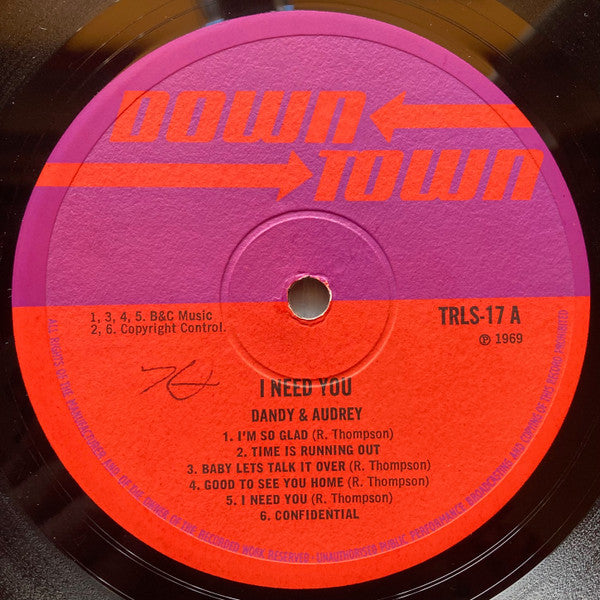 DOWN
TOWN
1, 3, 4, 5. B&C Music
2, 6. Copyright Control.
TRLS-17 A
℗ 1969
I NEED YOU
DANDY & AUDREY
1. I'M SO GLAD (R. Thompson)
2. TIME IS RUNNING OUT
3. BABY LETS TALK IT OVER (R. Thompson)
4. GOOD TO SEE YOU HOME (R. Thompson)
5. I NEED YOU (R. Thompson)
6. CONFIDENTIAL
ALL RIGHTS OF THE MANUFACTURER AND OF THE OWNER OF THE RECORDED WORK RESERVED · UNAUTHORISED PUBLIC PERFORMANCE BROADCASTING AND COPYING OF THIS RECORD PROHIBITED